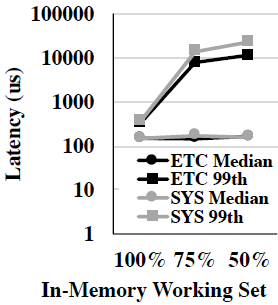 Latency (us)
100000
10000
1000
100
10
1
ETC Median
ETC 99th
SYS Median
SYS 99th
100% 75% 50%
In-Memory Working Set